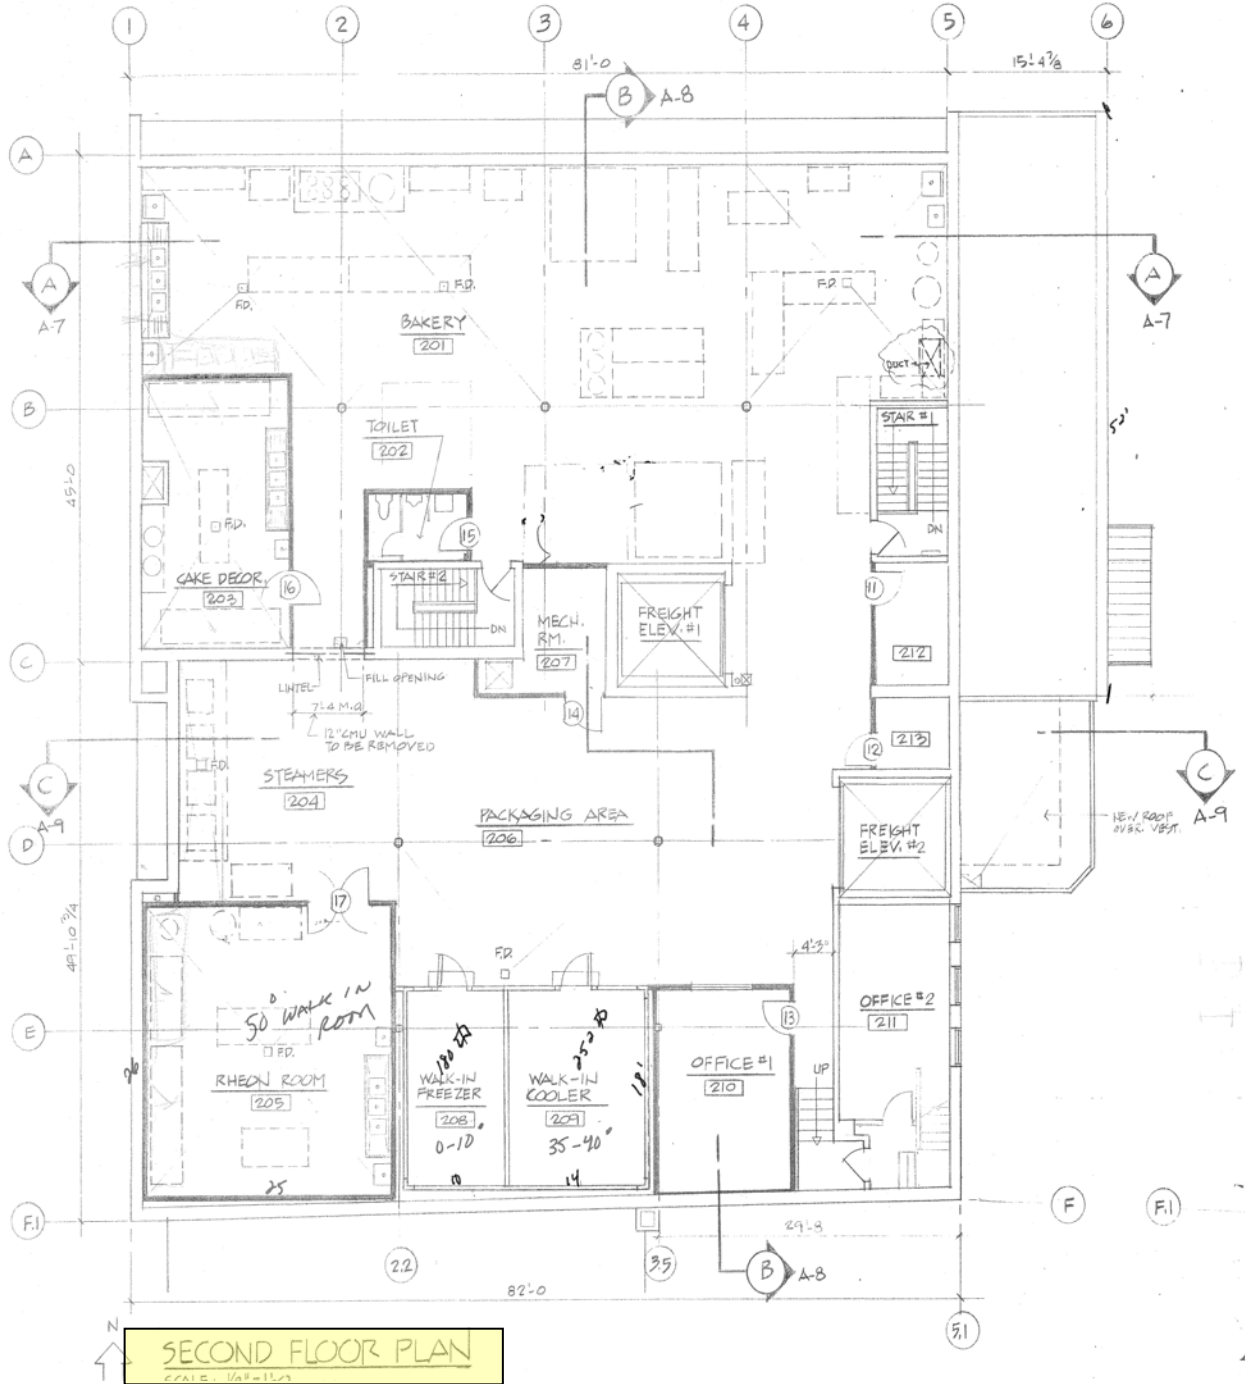 1 2 3 4 5 6
81'-0 15'-4 7/8
B A-8
A
F.D. F.D. F.D.
A A-7
A A-7
BAKERY
201
DUCT
B
STAIR #1
TOILET
202
52'
45'-0
F.D.
DN
15
CAKE DECOR.
203
16
STAIR #2
DN
MECH.
RM.
207
FREIGHT
ELEV. #1
11
212
C
LINTEL
FILL OPENING
7'-4 M.O.
12" CMU WALL
TO BE REMOVED
14
12
213
F.D.
C A-9
C A-9
STEAMERS
204
PACKAGING AREA
206
FREIGHT
ELEV. #2
NEW ROOF
OVER VEST.
D
17
49'-10 3/4
F.D.
4'-3"
50° WALK IN
ROOM
OFFICE #2
211
E
13
180
252
F.D.
26
RHEON ROOM
205
WALK-IN
FREEZER
208
0-10°
10
WALK-IN
COOLER
209
35-40°
14
18'
OFFICE #1
210
UP
25
F.1
F F.1
29'-8
2.2 3.5
B A-8
82'-0
5.1
N
SECOND FLOOR PLAN